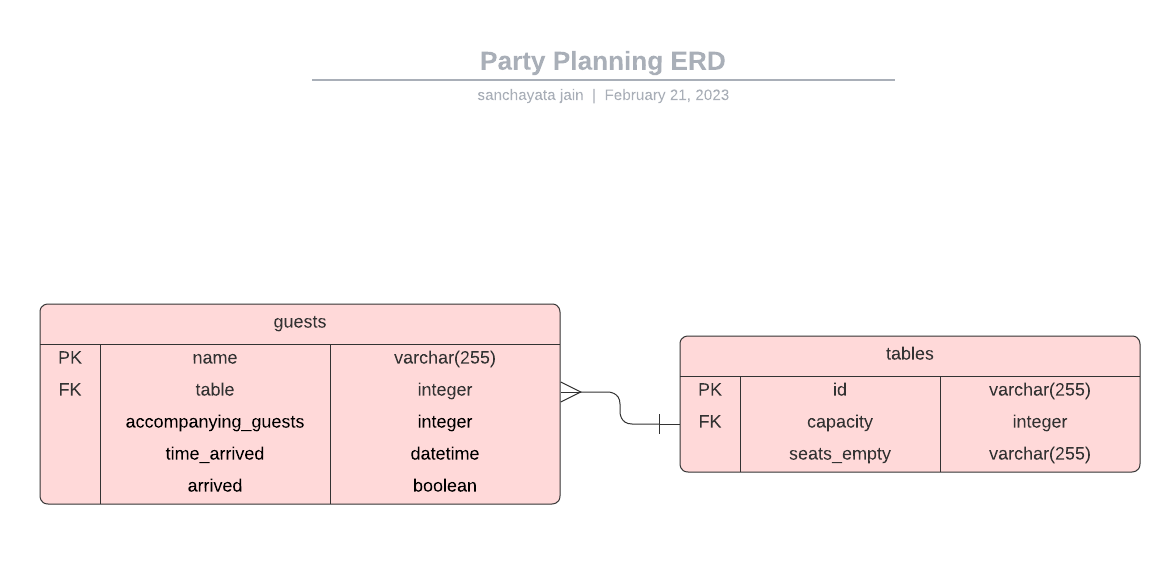 Party Planning ERD
sanchayata jain | February 21, 2023
guests
PK name varchar(255)
FK table integer
accompanying_guests integer
time_arrived datetime
arrived boolean
tables
PK id varchar(255)
FK capacity integer
seats_empty varchar(255)